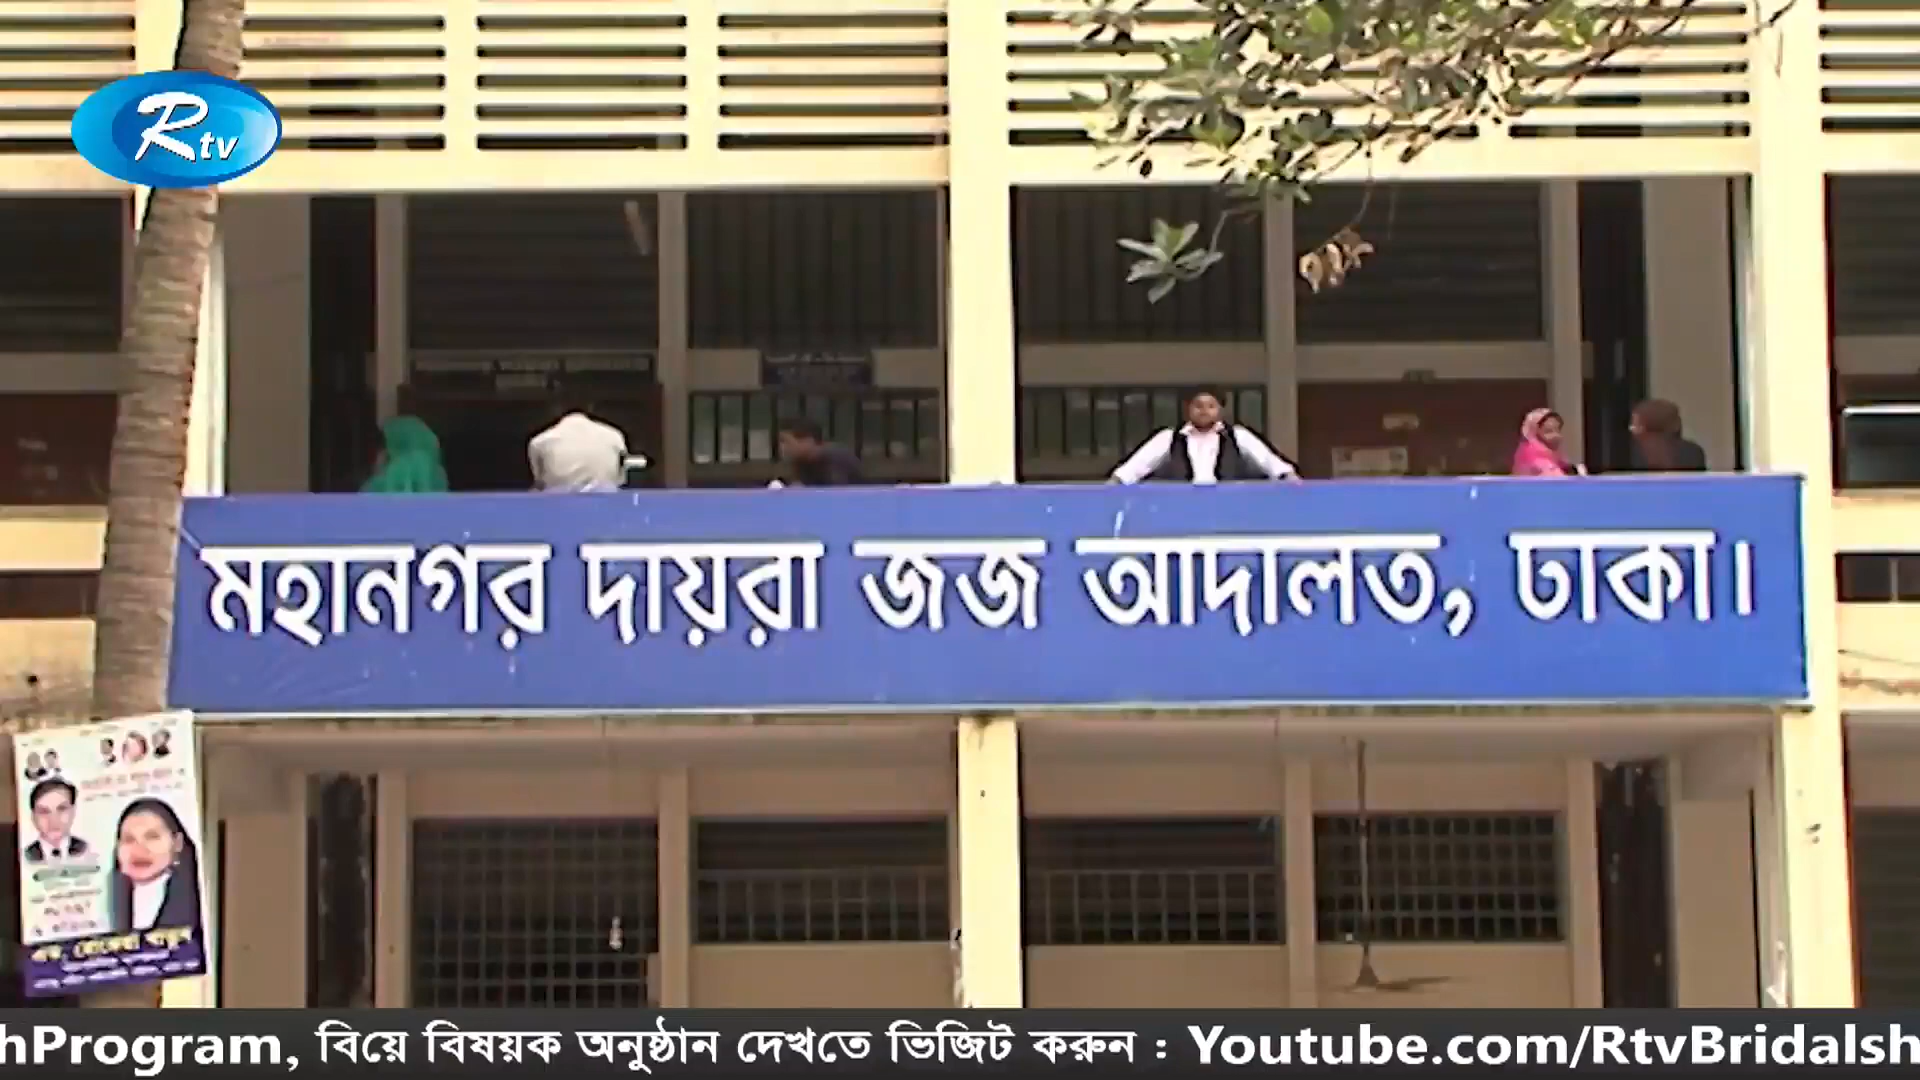 Rtv
মহানগর দায়রা জজ আদালত, ঢাকা।
hProgram, বিয়ে বিষয়ক অনুষ্ঠান দেখতে ভিজিট করুন : Youtube.com/RtvBridalsh